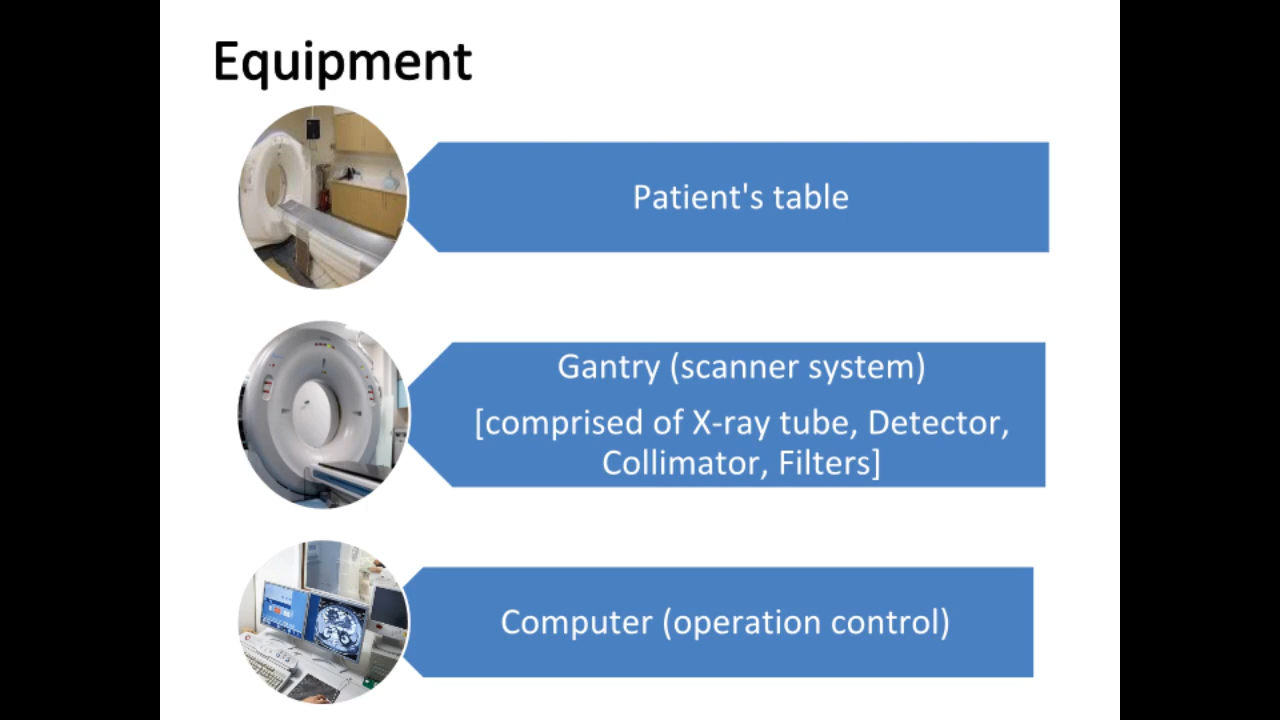 Equipment
Patient's table
Gantry (scanner system)
[comprised of X-ray tube, Detector,
Collimator, Filters]
Computer (operation control)